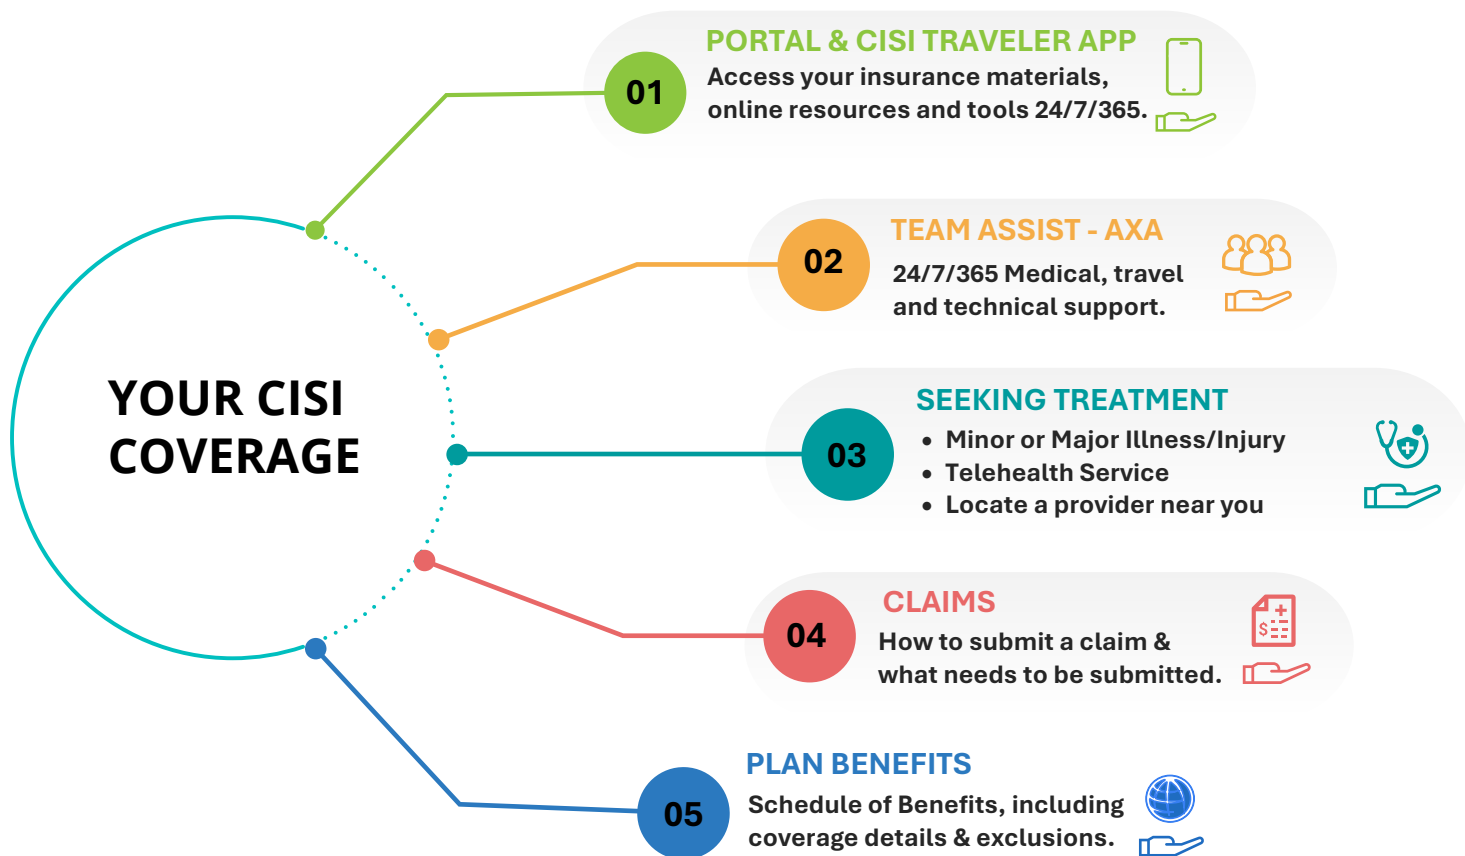 YOUR CISI
COVERAGE
01
PORTAL & CISI TRAVELER APP
Access your insurance materials,
online resources and tools 24/7/365.
02
TEAM ASSIST - AXA
24/7/365 Medical, travel
and technical support.
03
SEEKING TREATMENT
• Minor or Major Illness/Injury
• Telehealth Service
• Locate a provider near you
04
CLAIMS
$
How to submit a claim &
what needs to be submitted.
05
PLAN BENEFITS
Schedule of Benefits, including
coverage details & exclusions.